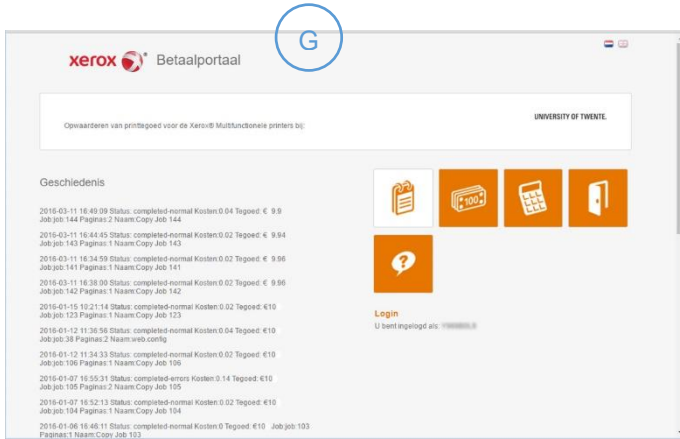 G
xerox Betaalportaal
Opwaarderen van printtegoed voor de Xerox® Multifunctionele printers bij:
UNIVERSITY OF TWENTE.
Geschiedenis
2016-03-11 16:49:09 Status: completed-normal Kosten:0.04 Tegoed: € 9.9
Job:job:144 Paginas:2 Naam:Copy Job 144
2016-03-11 16:44:45 Status: completed-normal Kosten:0.02 Tegoed: € 9.94
Job:job:143 Paginas:1 Naam:Copy Job 143
2016-03-11 16:34:59 Status: completed-normal Kosten:0.02 Tegoed: € 9.96
Job:job:141 Paginas:1 Naam:Copy Job 141
2016-03-11 16:38:00 Status: completed-normal Kosten:0.02 Tegoed: € 9.96
Job:job:142 Paginas:1 Naam:Copy Job 142
2016-01-15 10:21:14 Status: completed-normal Kosten:0.02 Tegoed: €10
Job:job:123 Paginas:1 Naam:Copy Job 123
2016-01-12 11:36:56 Status: completed-normal Kosten:0.04 Tegoed: €10
Job:job:38 Paginas:2 Naam:web.config
2016-01-12 11:34:33 Status: completed-normal Kosten:0.02 Tegoed: €10
Job:job:106 Paginas:1 Naam:Copy Job 106
2016-01-07 16:55:31 Status: completed-errors Kosten:0.14 Tegoed: €10
Job:job:105 Paginas:2 Naam:Copy Job 105
2016-01-07 16:52:13 Status: completed-normal Kosten:0.02 Tegoed: €10
Job:job:104 Paginas:1 Naam:Copy Job 104
2016-01-06 16:46:11 Status: completed-normal Kosten:0 Tegoed: €10 Job:job:103
Paginas:1 Naam:Copy Job 103
100
?
Login
U bent ingelogd als: